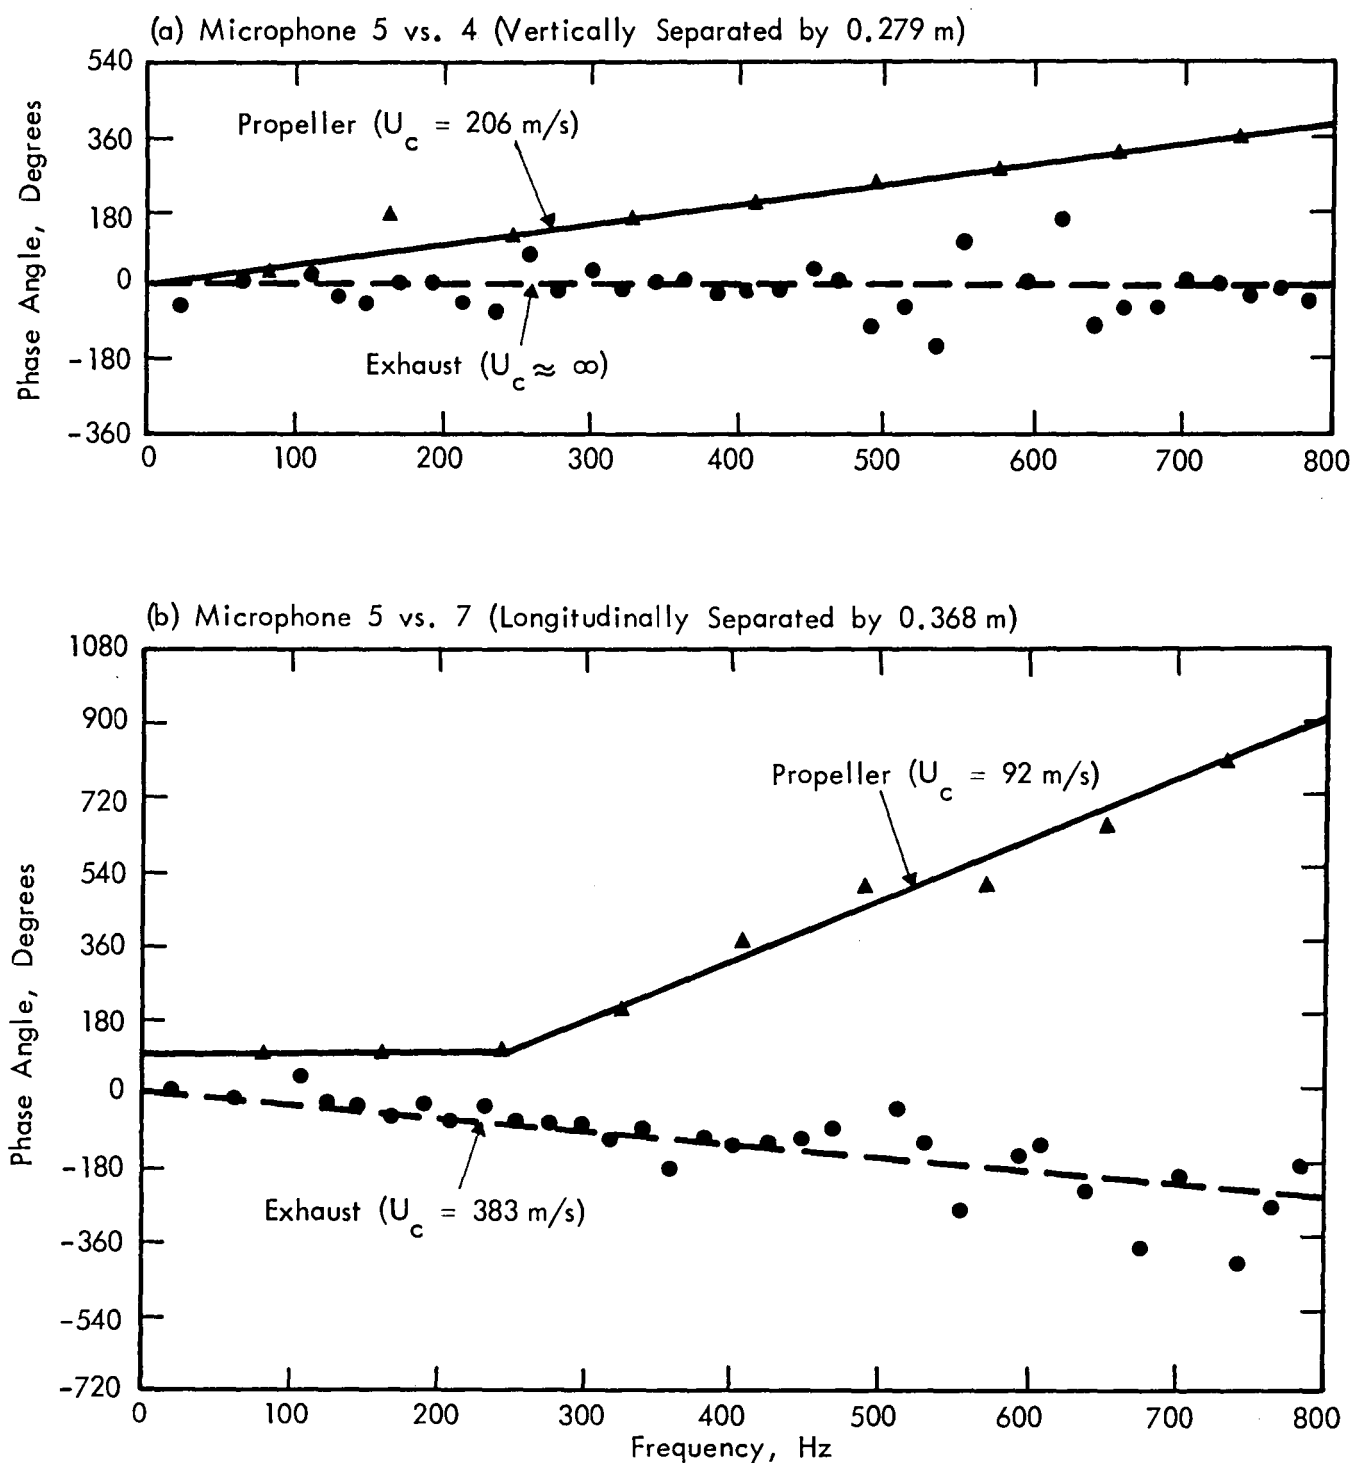 (a) Microphone 5 vs. 4 (Vertically Separated by 0.279 m)
540
360
180
0
-180
-360
Phase Angle, Degrees
Propeller (U_c = 206 m/s)
Exhaust (U_c ≈ ∞)
0 100 200 300 400 500 600 700 800
(b) Microphone 5 vs. 7 (Longitudinally Separated by 0.368 m)
1080
900
720
540
360
180
0
-180
-360
-540
-720
Phase Angle, Degrees
Propeller (U_c = 92 m/s)
Exhaust (U_c = 383 m/s)
0 100 200 300 400 500 600 700 800
Frequency, Hz